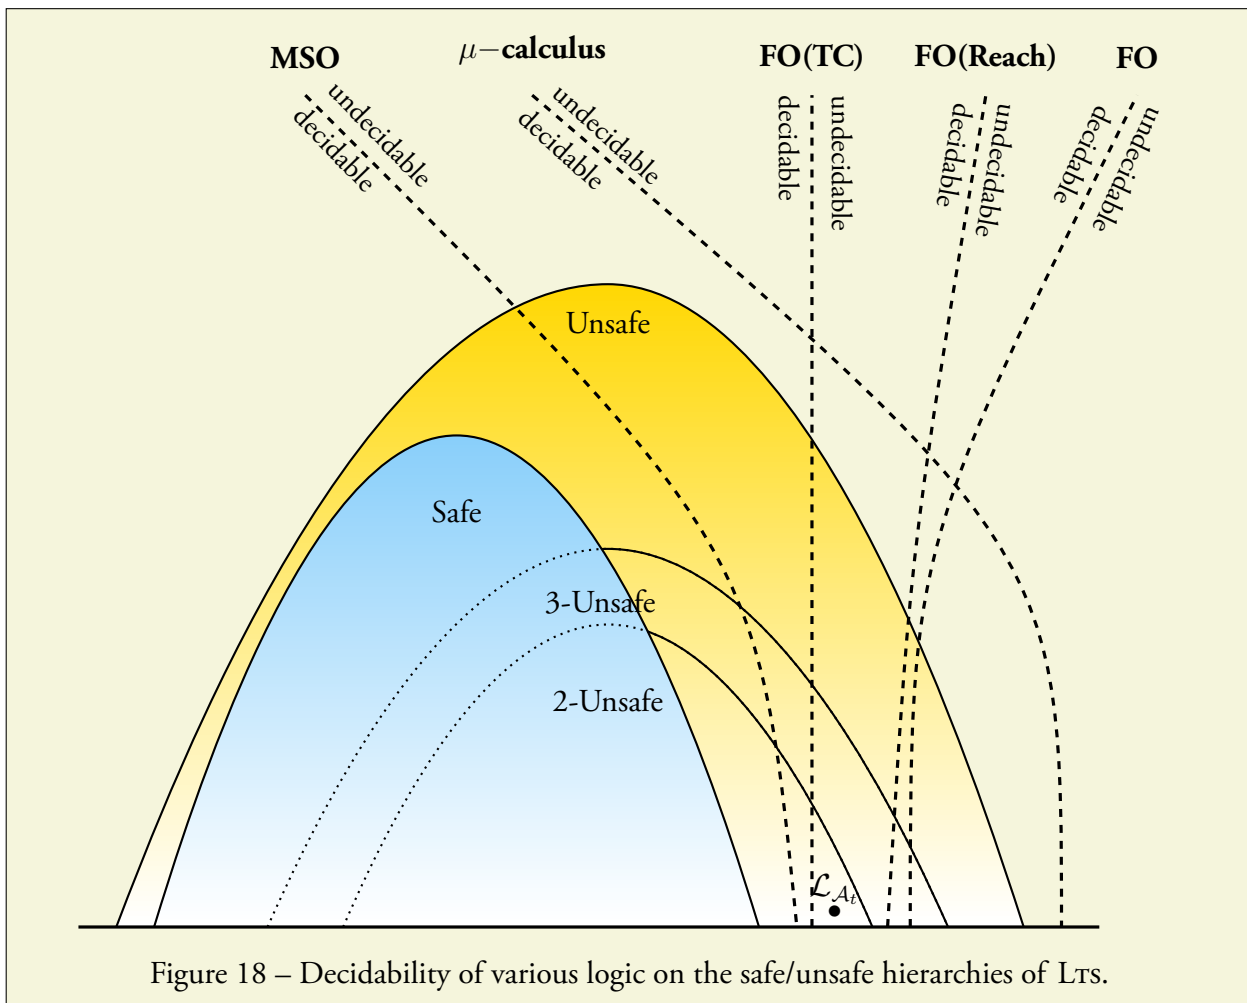 MSO
μ−calculus
FO(TC)
FO(Reach)
FO
undecidable
decidable
undecidable
decidable
decidable
undecidable
decidable
undecidable
decidable
undecidable
Unsafe
Safe
3-Unsafe
2-Unsafe
ℒ_𝒜ₜ
Figure 18 – Decidability of various logic on the safe/unsafe hierarchies of LTS.